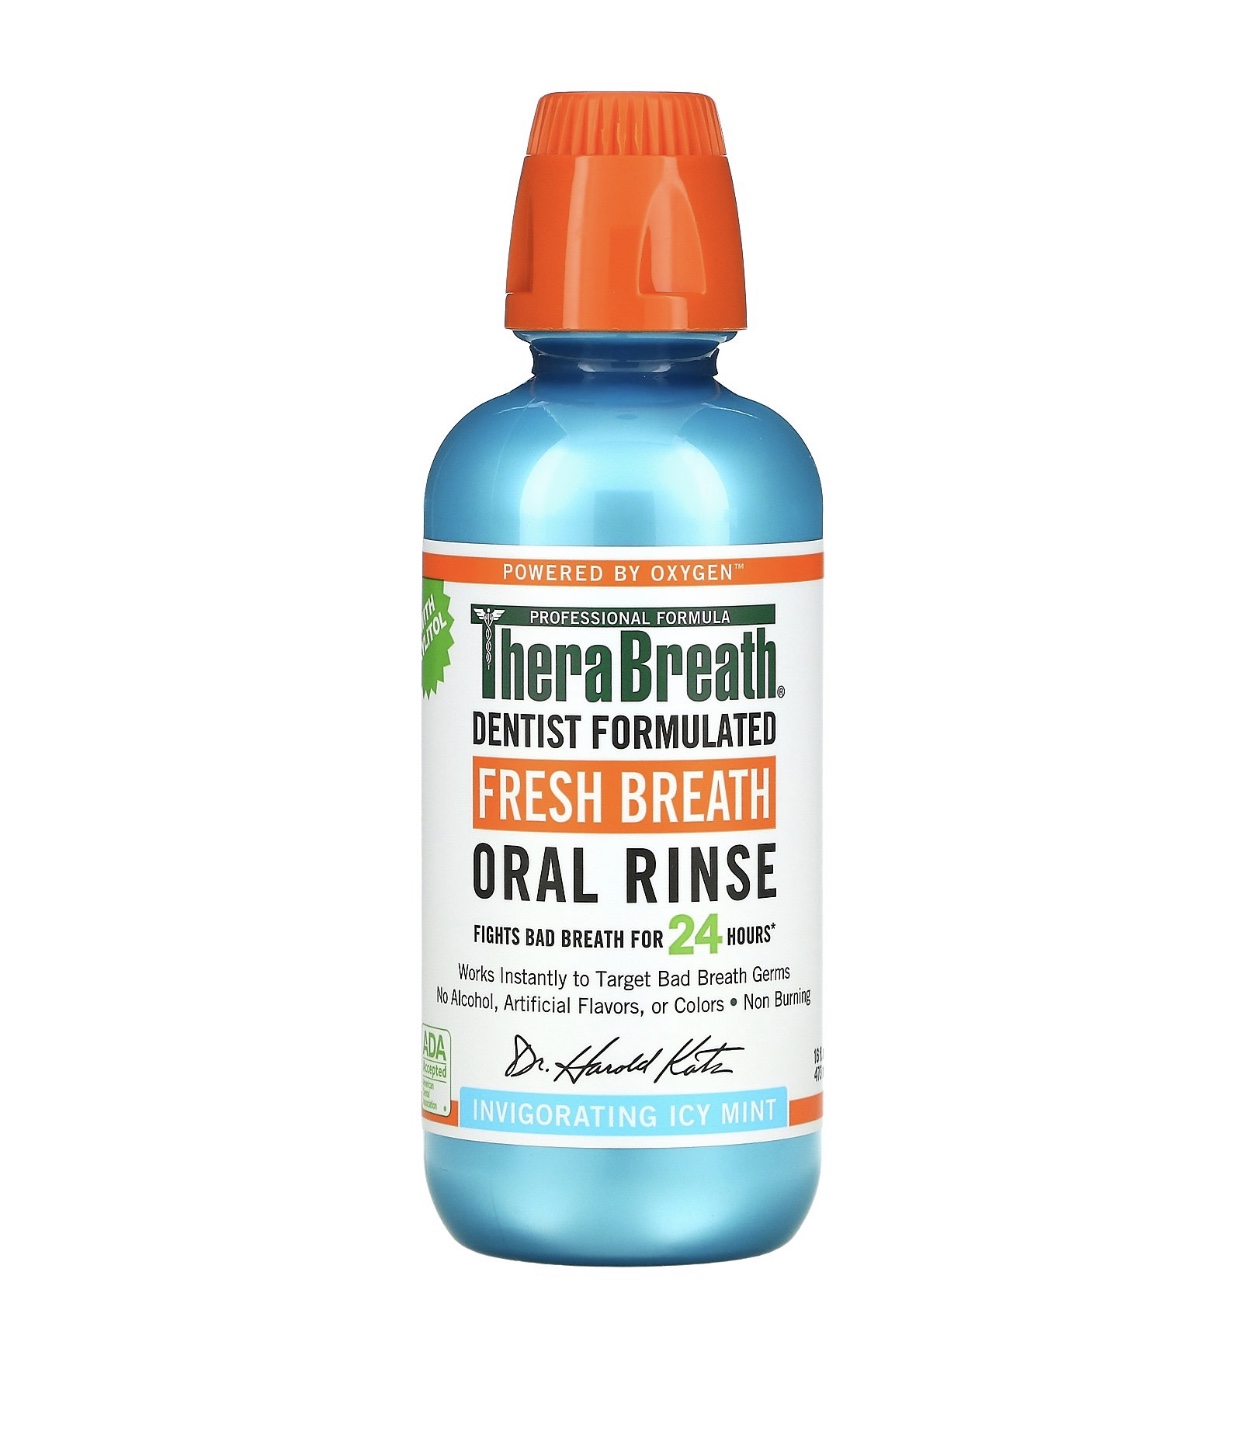 POWERED BY OXYGEN™
PROFESSIONAL FORMULA
TheraBreath®
DENTIST FORMULATED
FRESH BREATH
ORAL RINSE
FIGHTS BAD BREATH FOR 24 HOURS*
Works Instantly to Target Bad Breath Germs
No Alcohol, Artificial Flavors, or Colors • Non Burning
Dr. Harold Katz
ADA
Accepted
INVIGORATING ICY MINT